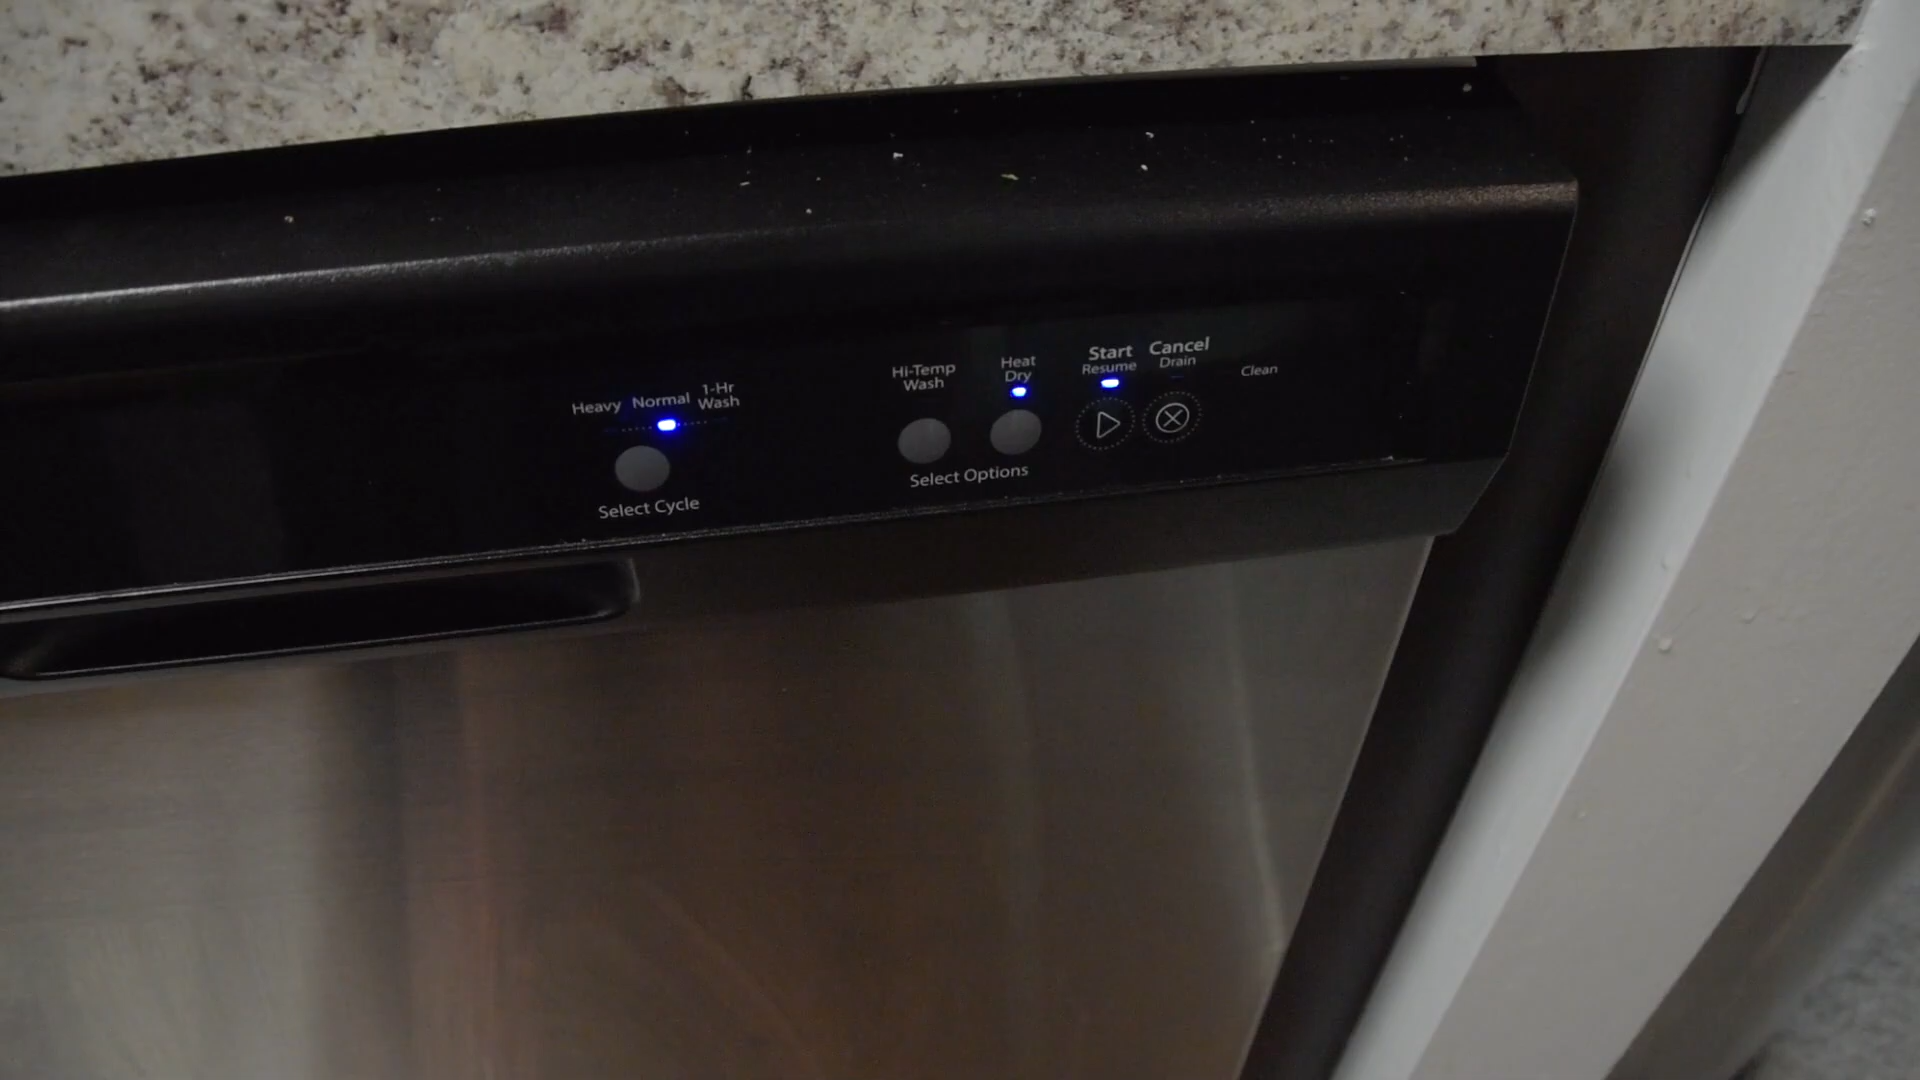 Heavy Normal 1-Hr Wash
Select Cycle
Hi-Temp Wash
Heat Dry
Select Options
Start
Resume
Cancel
Drain
Clean